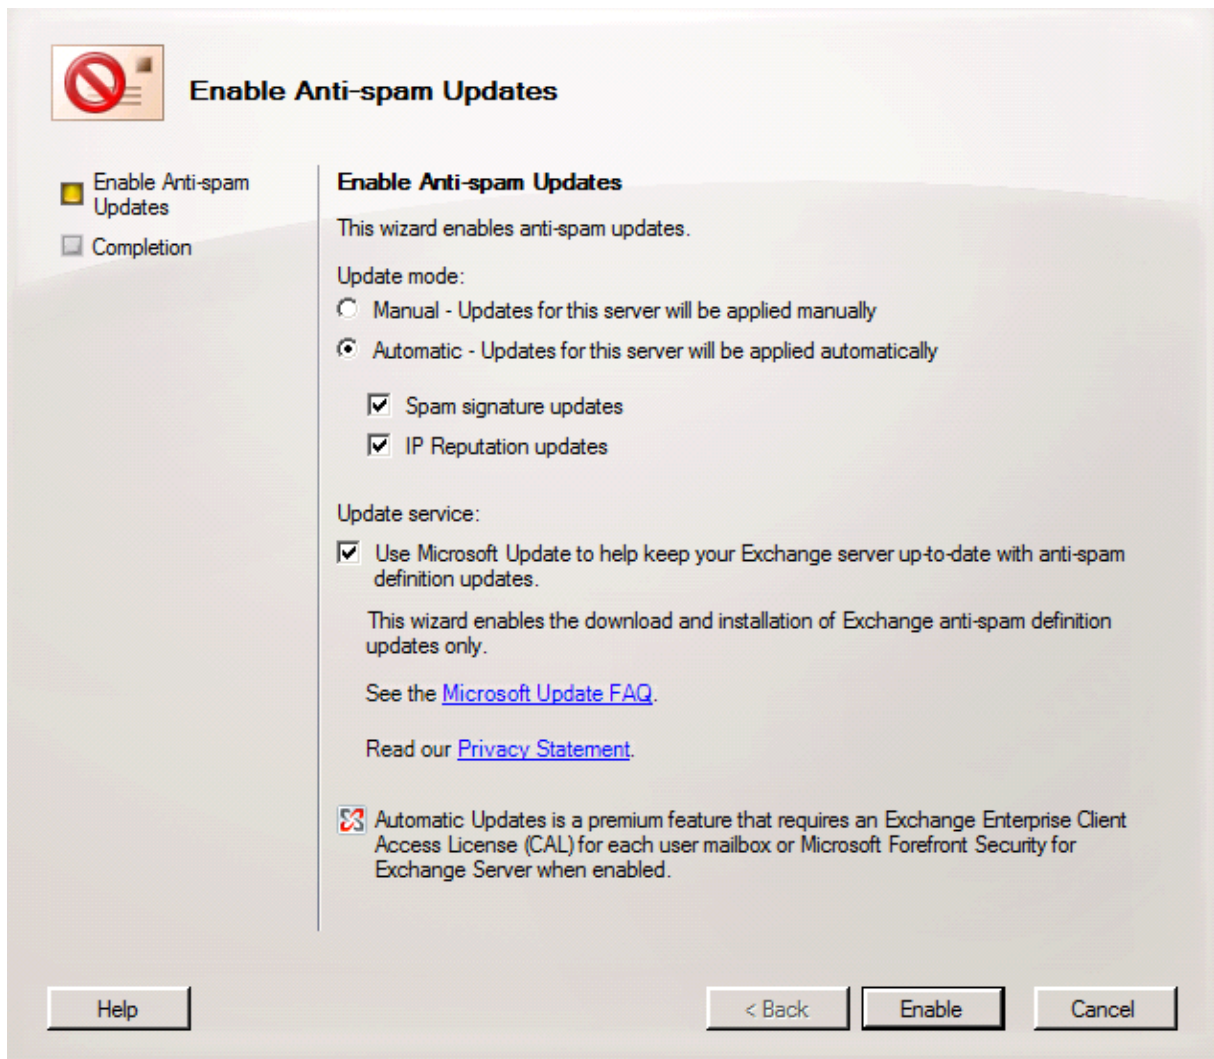 Enable Anti-spam Updates
Enable Anti-spam
Updates
Completion
Enable Anti-spam Updates
This wizard enables anti-spam updates.
Update mode:
Manual - Updates for this server will be applied manually
Automatic - Updates for this server will be applied automatically
Spam signature updates
IP Reputation updates
Update service:
Use Microsoft Update to help keep your Exchange server up-to-date with anti-spam
definition updates.
This wizard enables the download and installation of Exchange anti-spam definition
updates only.
See the Microsoft Update FAQ.
Read our Privacy Statement.
Automatic Updates is a premium feature that requires an Exchange Enterprise Client
Access License (CAL) for each user mailbox or Microsoft Forefront Security for
Exchange Server when enabled.
Help
< Back
Enable
Cancel